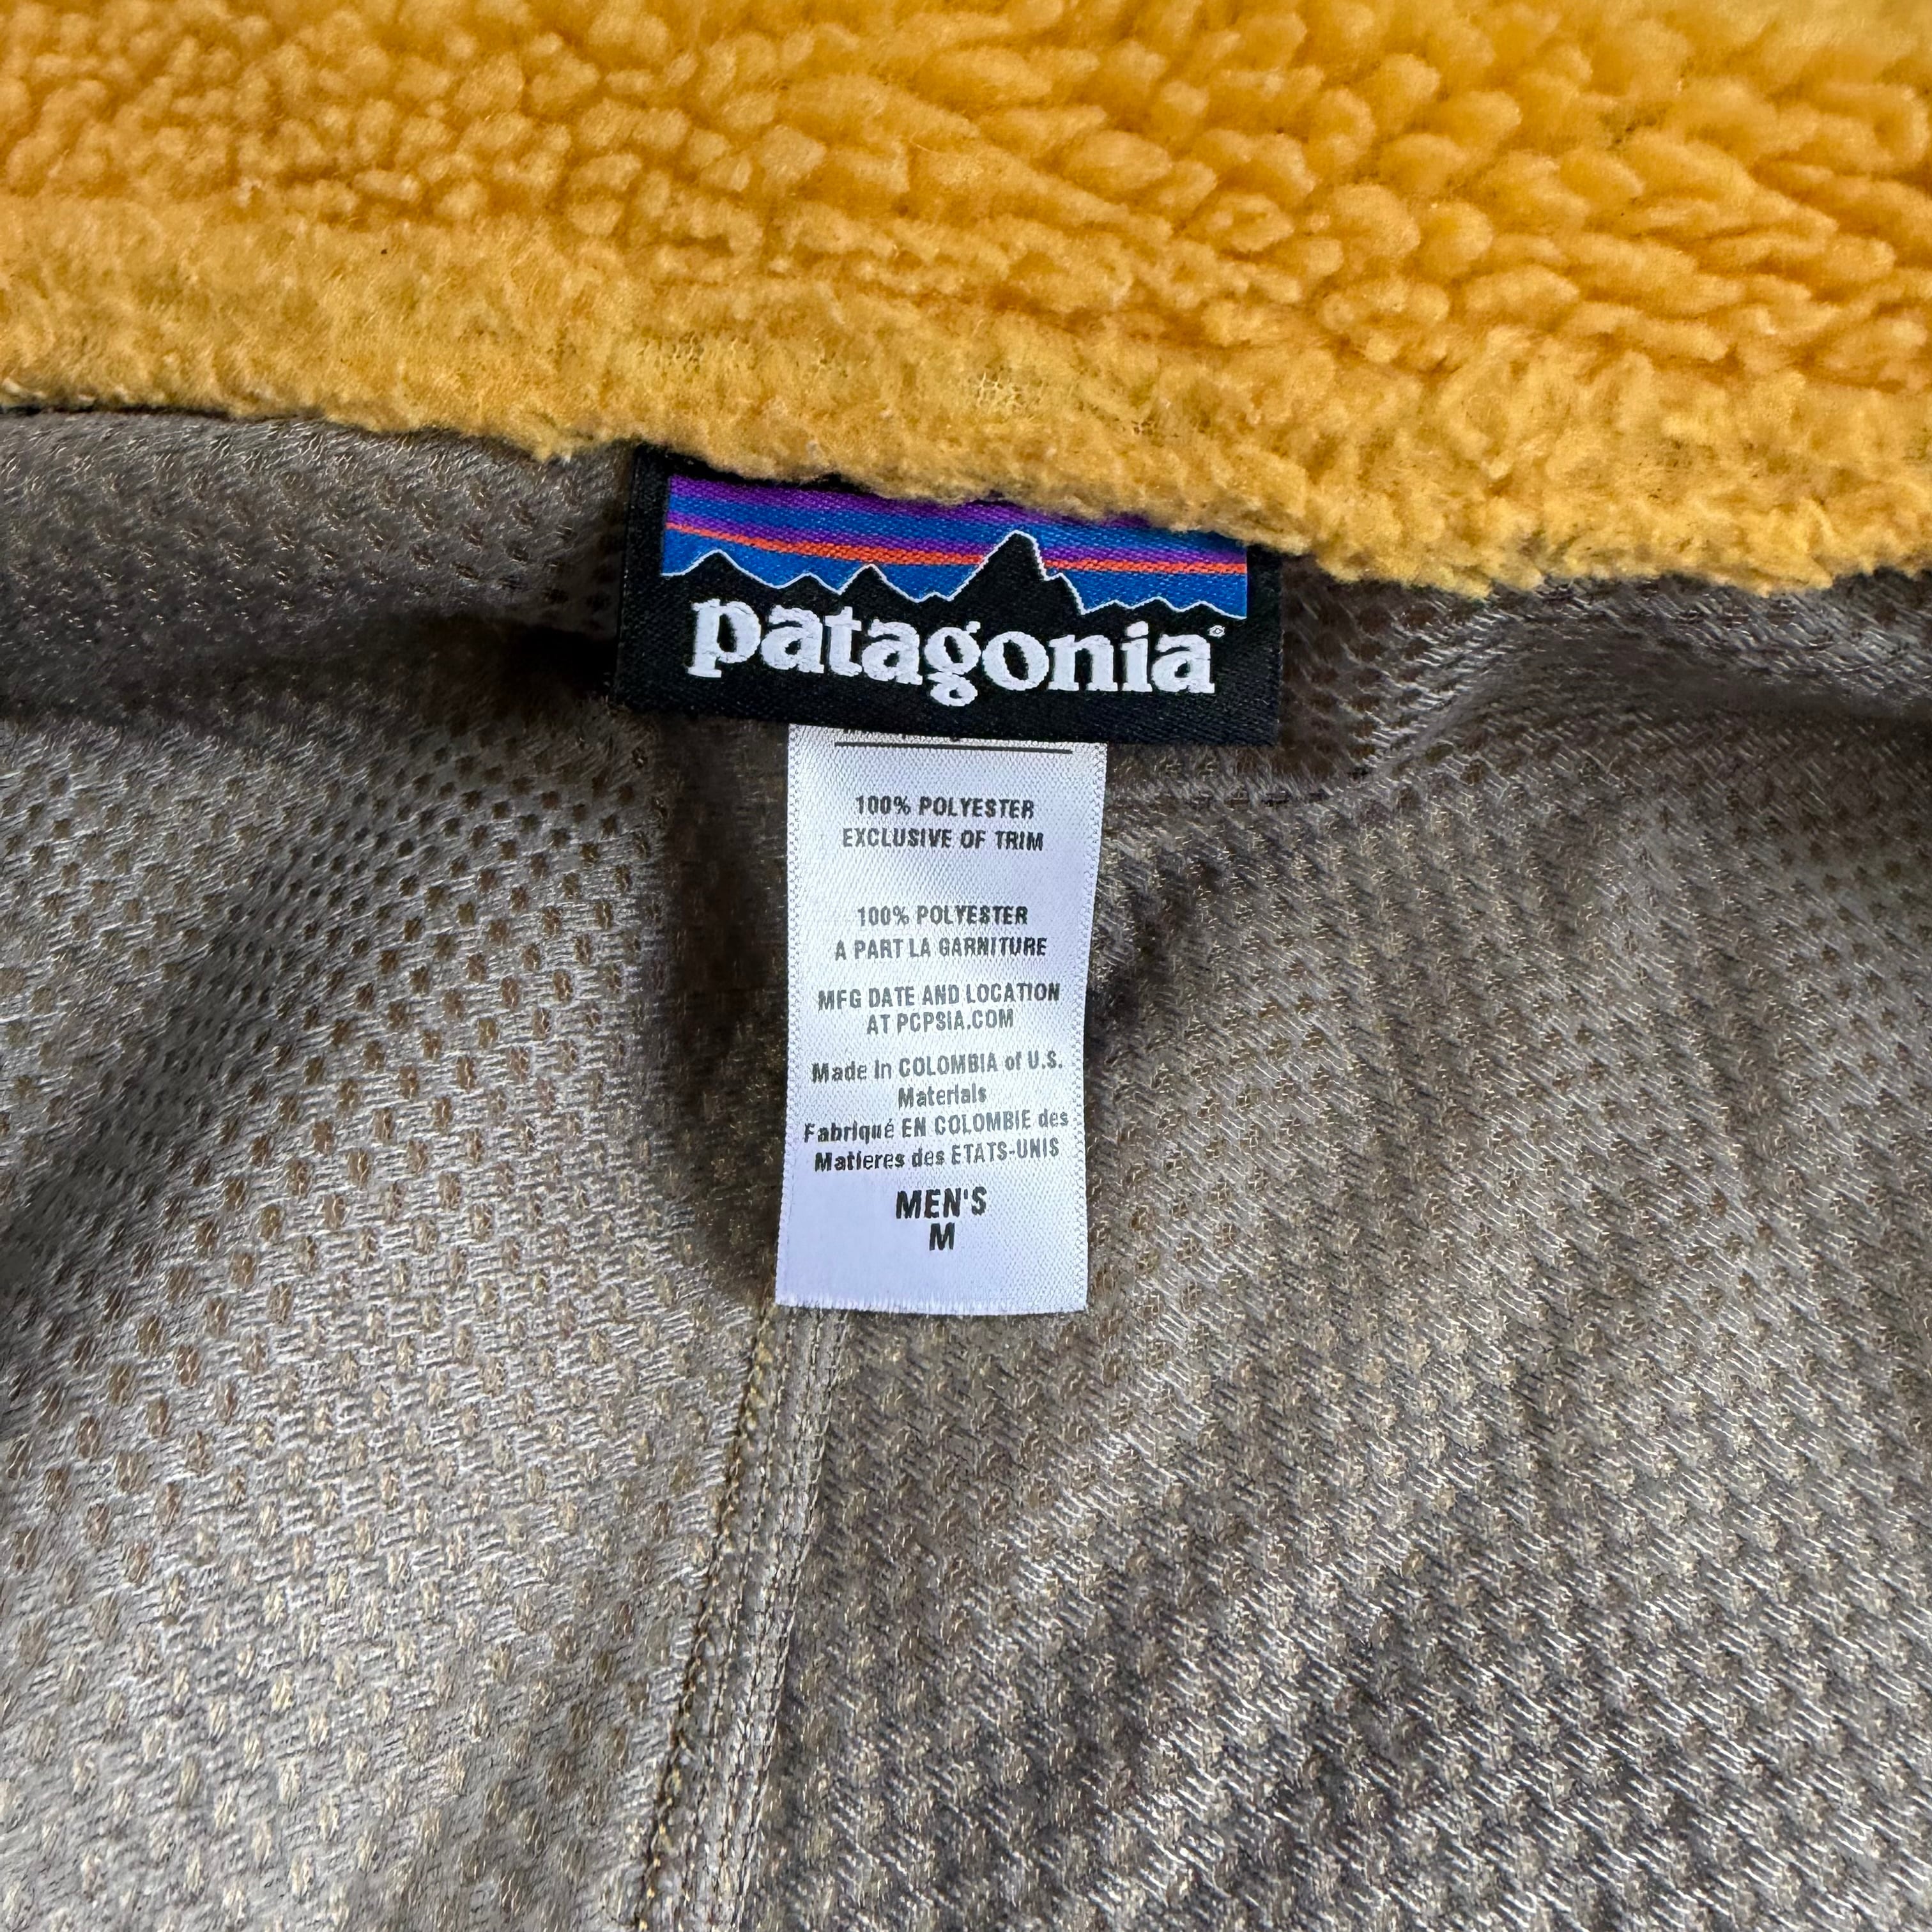 patagonia
100% POLYESTER
EXCLUSIVE OF TRIM
100% POLYESTER
A PART LA GARNITURE
MFG DATE AND LOCATION
AT PCPSIA.COM
Made In COLOMBIA of U.S.
Materials
Fabriqué EN COLOMBIE des
Matieres des ETATS-UNIS
MEN'S
M